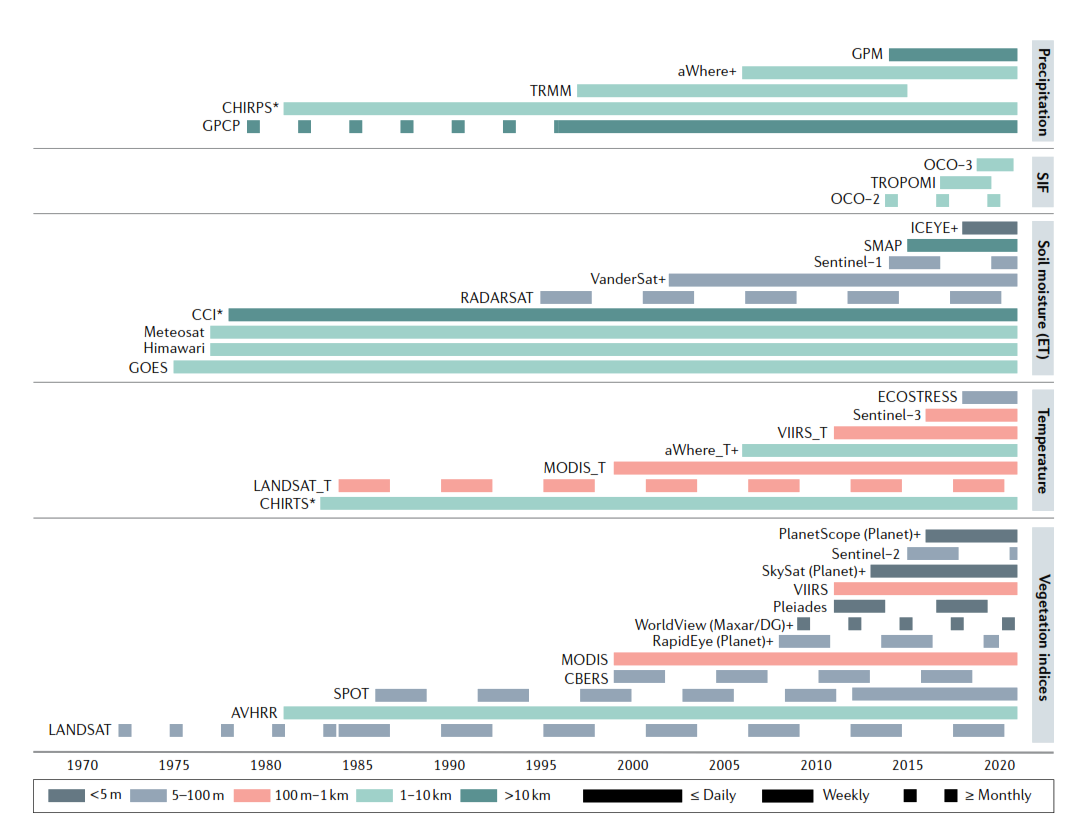 GPM
aWhere+
TRMM
CHIRPS*
GPCP
Precipitation
OCO–3
TROPOMI
OCO–2
SIF
ICEYE+
SMAP
Sentinel–1
VanderSat+
RADARSAT
CCI*
Meteosat
Himawari
GOES
Soil moisture (ET)
ECOSTRESS
Sentinel–3
VIIRS_T
aWhere_T+
MODIS_T
LANDSAT_T
CHIRTS*
Temperature
PlanetScope (Planet)+
Sentinel–2
SkySat (Planet)+
VIIRS
Pleiades
WorldView (Maxar/DG)+
RapidEye (Planet)+
MODIS
CBERS
SPOT
AVHRR
LANDSAT
Vegetation indices
1970 1975 1980 1985 1990 1995 2000 2005 2010 2015 2020
<5 m 5–100 m 100 m–1 km 1–10 km >10 km ≤ Daily Weekly ≥ Monthly